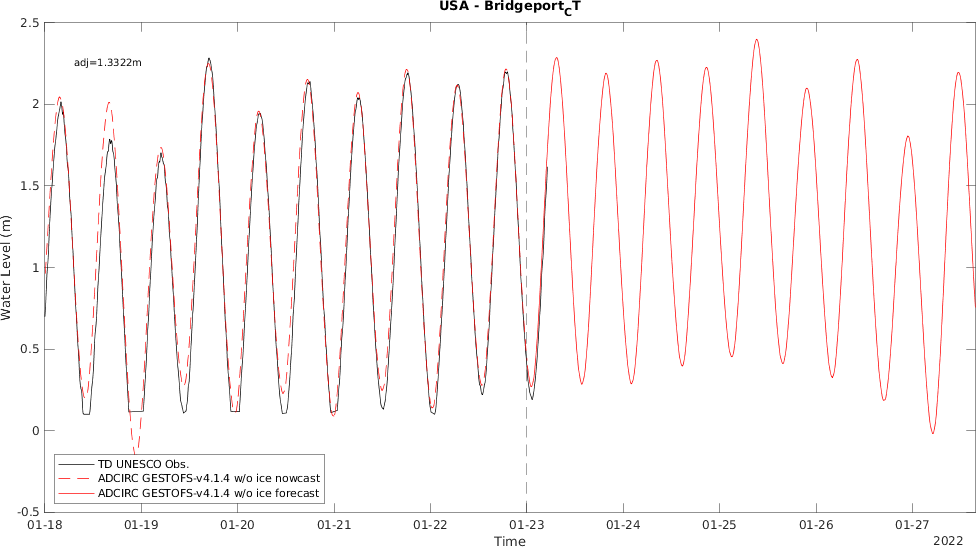 USA - Bridgeport_CT
adj=1.3322m
2.5
2
1.5
1
0.5
0
-0.5
Water Level (m)
TD UNESCO Obs.
ADCIRC GESTOFS-v4.1.4 w/o ice nowcast
ADCIRC GESTOFS-v4.1.4 w/o ice forecast
01-18 01-19 01-20 01-21 01-22 01-23 01-24 01-25 01-26 01-27
Time
2022